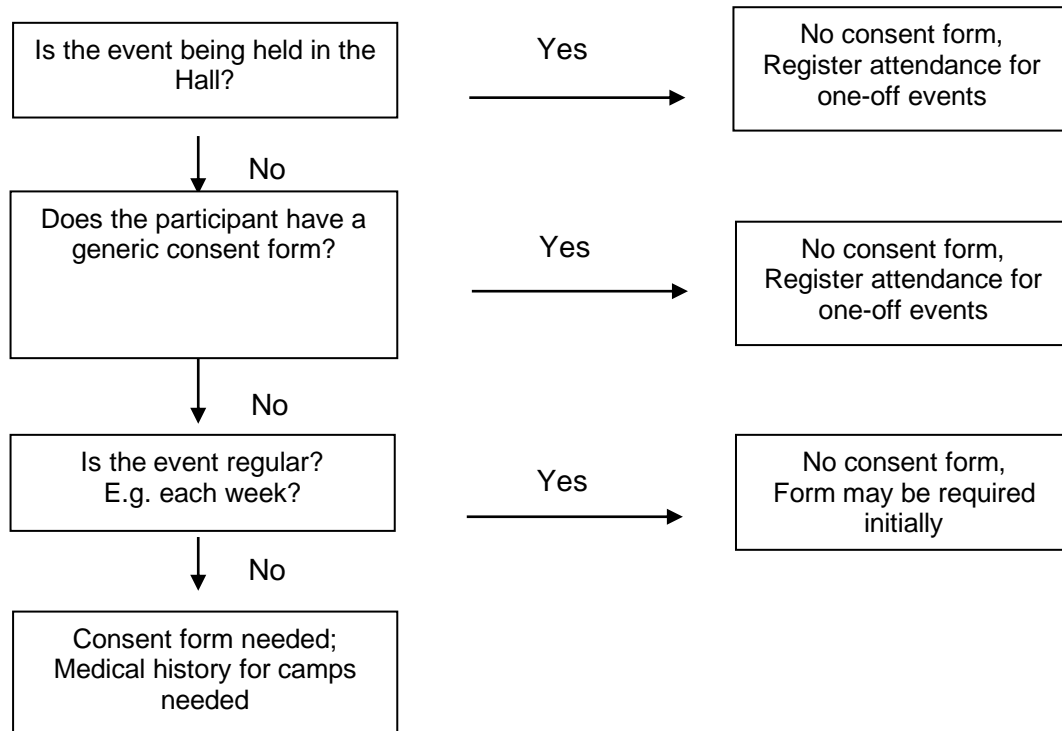 Is the event being held in the
Hall?
Yes
No consent form,
Register attendance for
one-off events
No
Does the participant have a
generic consent form?
Yes
No consent form,
Register attendance for
one-off events
No
Is the event regular?
E.g. each week?
Yes
No consent form,
Form may be required
initially
No
Consent form needed;
Medical history for camps
needed